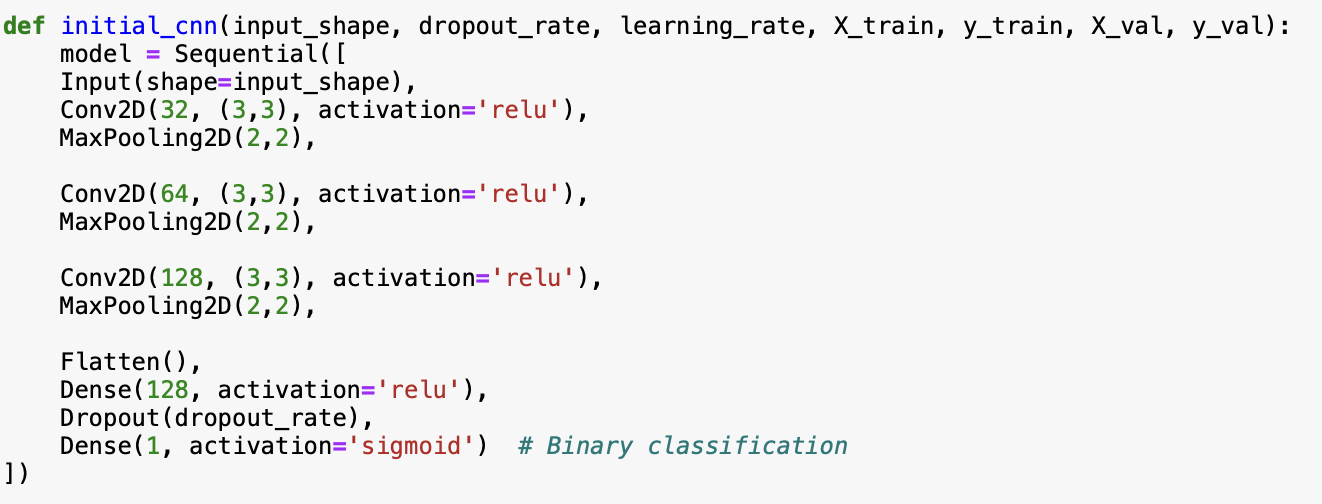 def initial_cnn(input_shape, dropout_rate, learning_rate, X_train, y_train, X_val, y_val):
    model = Sequential([
    Input(shape=input_shape),
    Conv2D(32, (3,3), activation='relu'),
    MaxPooling2D(2,2),

    Conv2D(64, (3,3), activation='relu'),
    MaxPooling2D(2,2),

    Conv2D(128, (3,3), activation='relu'),
    MaxPooling2D(2,2),

    Flatten(),
    Dense(128, activation='relu'),
    Dropout(dropout_rate),
    Dense(1, activation='sigmoid')  # Binary classification
])